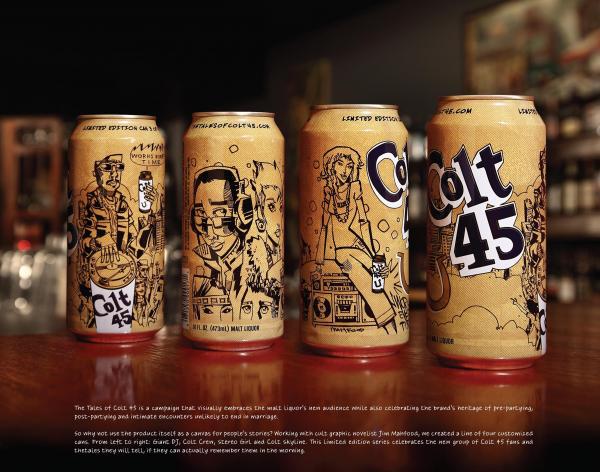 LIMITED EDITION CAN 3 OF
WORKS EVERY
TIME
Colt
45
THETALESOFCOLTHE.COM
16 FL. OZ. (473mL) MALT LIQUOR
LIMITED EDITION
Colt
45
MAHFOOD
.COM
LIMITED
Colt
45
MALT LIQUOR
The Tales of Colt 45 is a campaign that visually embraces the malt liquor's new audience while also celebrating the brand's heritage of pre-partying,
post-partying and intimate encounters unlikely to end in marriage.
So why not use the product itself as a canvas for people's stories? Working with cult graphic novelist Jim Mahfood, we created a line of four customized
cans. From left to right: Giant DJ, Colt Crew, Stereo Girl and Colt Skyline. This limited edition series celebrates the new group of Colt 45 fans and
thetales they will tell, if they can actually remember them in the morning.